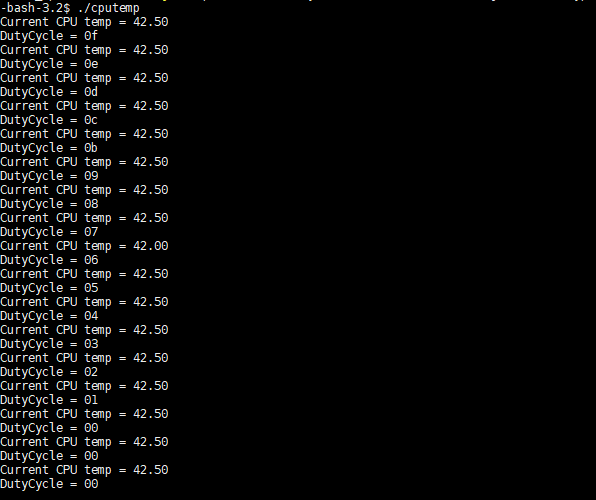 -bash-3.2$ ./cputemp
Current CPU temp = 42.50
DutyCycle = 0f
Current CPU temp = 42.50
DutyCycle = 0e
Current CPU temp = 42.50
DutyCycle = 0d
Current CPU temp = 42.50
DutyCycle = 0c
Current CPU temp = 42.50
DutyCycle = 0b
Current CPU temp = 42.50
DutyCycle = 09
Current CPU temp = 42.50
DutyCycle = 08
Current CPU temp = 42.50
DutyCycle = 07
Current CPU temp = 42.00
DutyCycle = 06
Current CPU temp = 42.50
DutyCycle = 05
Current CPU temp = 42.50
DutyCycle = 04
Current CPU temp = 42.50
DutyCycle = 03
Current CPU temp = 42.50
DutyCycle = 02
Current CPU temp = 42.50
DutyCycle = 01
Current CPU temp = 42.50
DutyCycle = 00
Current CPU temp = 42.50
DutyCycle = 00
Current CPU temp = 42.50
DutyCycle = 00